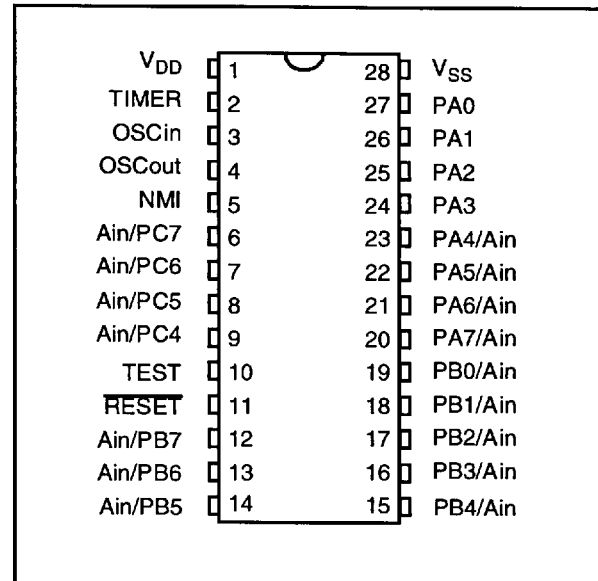 VDD 1 28 VSS
TIMER 2 27 PA0
OSCin 3 26 PA1
OSCout 4 25 PA2
NMI 5 24 PA3
Ain/PC7 6 23 PA4/Ain
Ain/PC6 7 22 PA5/Ain
Ain/PC5 8 21 PA6/Ain
Ain/PC4 9 20 PA7/Ain
TEST 10 19 PB0/Ain
RESET 11 18 PB1/Ain
Ain/PB7 12 17 PB2/Ain
Ain/PB6 13 16 PB3/Ain
Ain/PB5 14 15 PB4/Ain